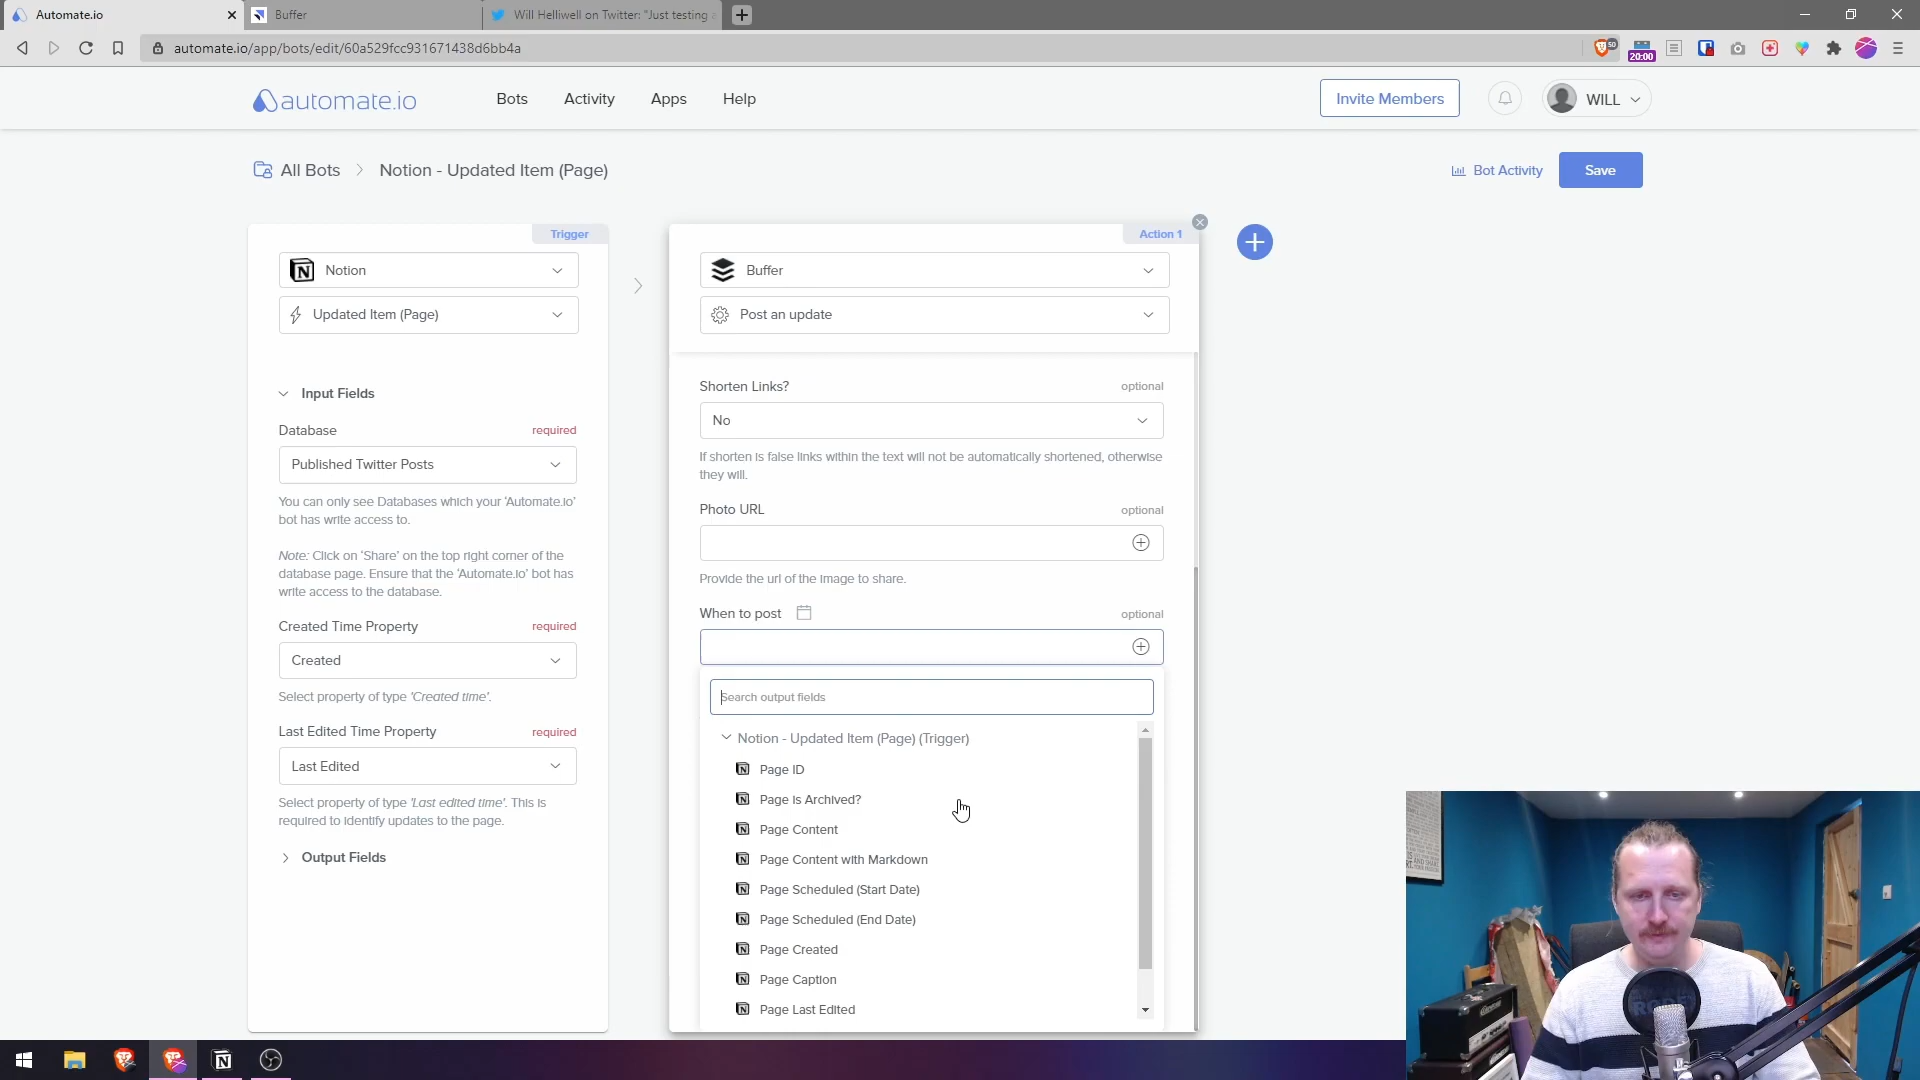 Automate.io
Buffer
Will Helliwell on Twitter: "Just testing a
automate.io/app/bots/edit/60a529fcc931671438d6bb4a
50
20:00
automate.io
Bots
Activity
Apps
Help
Invite Members
WILL
All Bots
Notion - Updated Item (Page)
Bot Activity
Save
Trigger
Notion
Updated Item (Page)
Input Fields
Database
required
Published Twitter Posts
You can only see Databases which your 'Automate.io'
bot has write access to.
Note: Click on 'Share' on the top right corner of the
database page. Ensure that the 'Automate.io' bot has
write access to the database.
Created Time Property
required
Created
Select property of type 'Created time'.
Last Edited Time Property
required
Last Edited
Select property of type 'Last edited time'. This is
required to identify updates to the page.
Output Fields
Action 1
Buffer
Post an update
Shorten Links?
optional
No
If shorten is false links within the text will not be automatically shortened, otherwise
they will.
Photo URL
optional
Provide the url of the image to share.
When to post
optional
Search output fields
Notion - Updated Item (Page) (Trigger)
Page ID
Page Is Archived?
Page Content
Page Content with Markdown
Page Scheduled (Start Date)
Page Scheduled (End Date)
Page Created
Page Caption
Page Last Edited